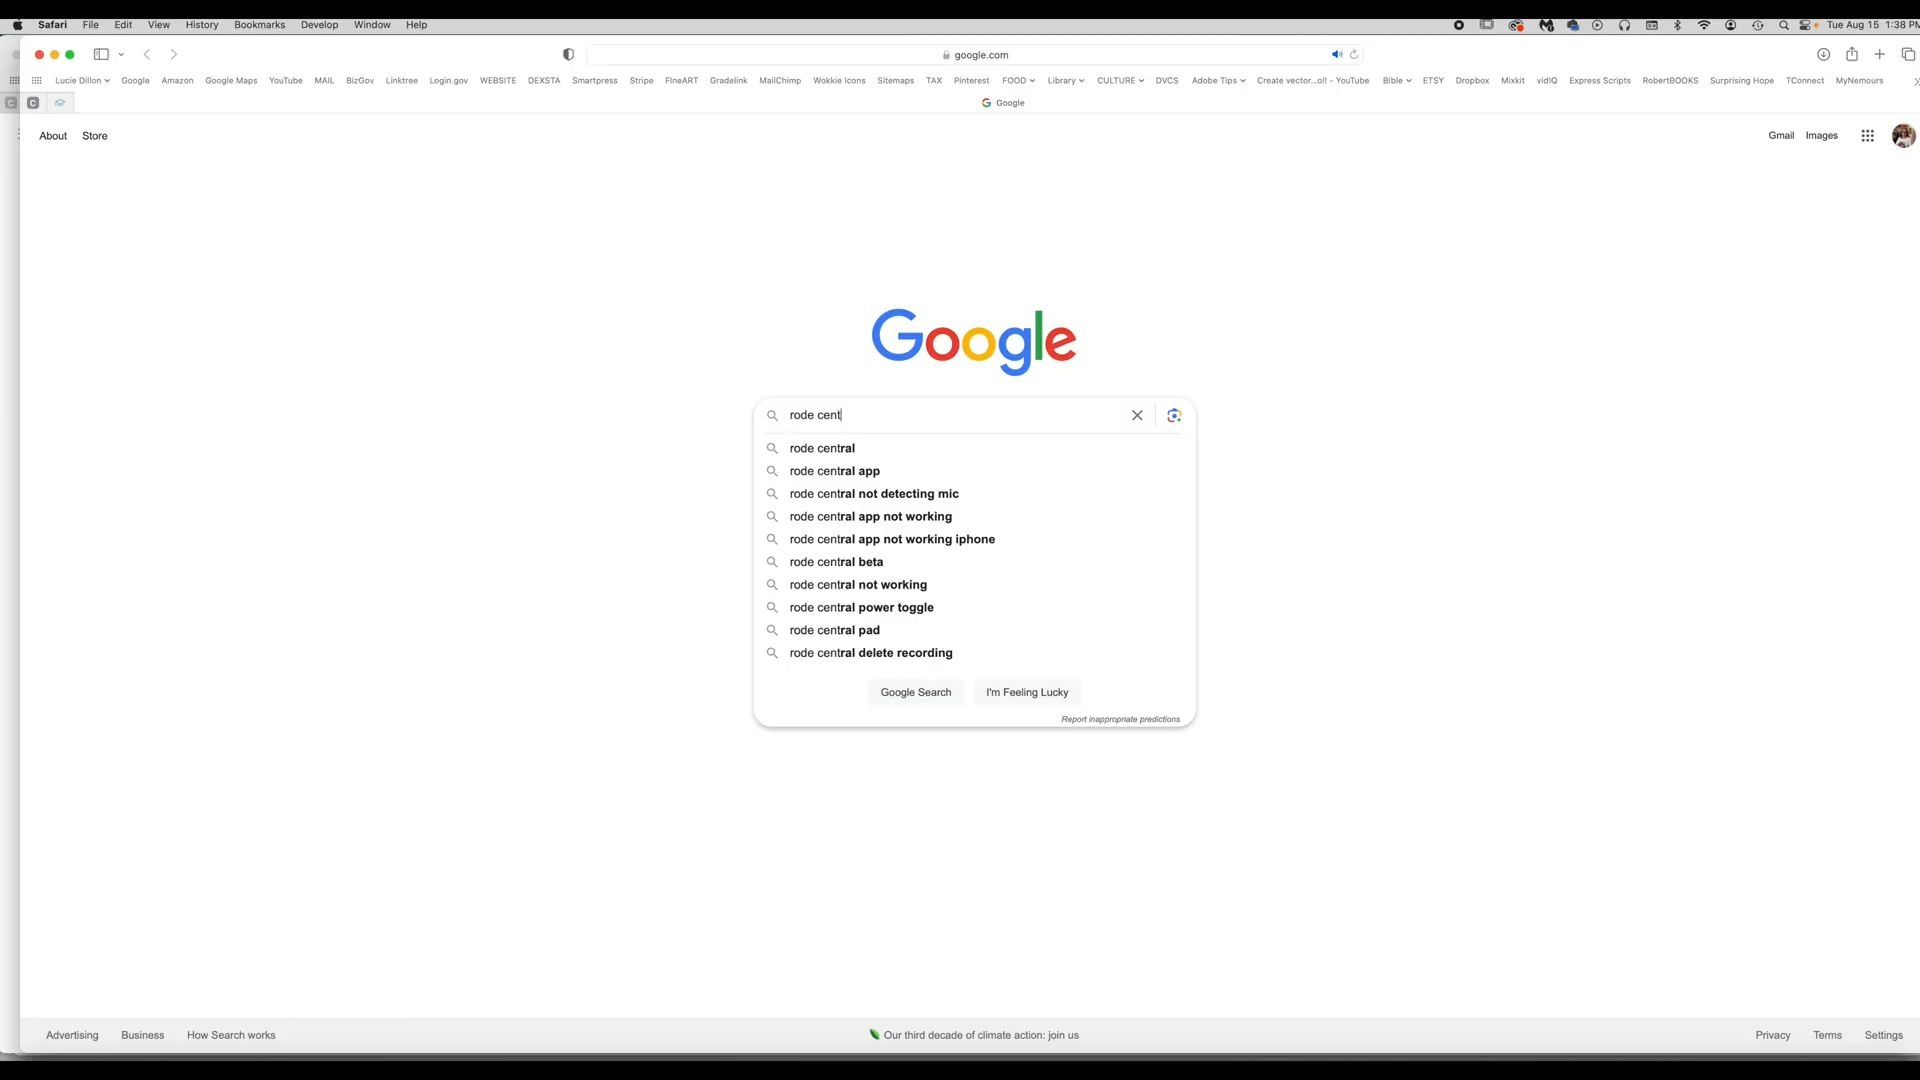 Safari File Edit View History Bookmarks Develop Window Help Tue Aug 15 1:38 PM
google.com
Lucie Dillon Google Amazon Google Maps YouTube MAIL BizGov Linktree Login.gov WEBSITE DEXSTA Smartpress Stripe FIneART Gradelink MailChimp Wokkie Icons Sitemaps TAX Pinterest FOOD Library CULTURE DVCS Adobe Tips Create vector...ol! - YouTube Bible ETSY Dropbox Mixkit vidIQ Express Scripts RobertBOOKS Surprising Hope TConnect MyNemours
C C Google
About Store Gmail Images
Google
rode cent
rode central
rode central app
rode central not detecting mic
rode central app not working
rode central app not working iphone
rode central beta
rode central not working
rode central power toggle
rode central pad
rode central delete recording
Google Search I'm Feeling Lucky
Report inappropriate predictions
Advertising Business How Search works Our third decade of climate action: join us Privacy Terms Settings